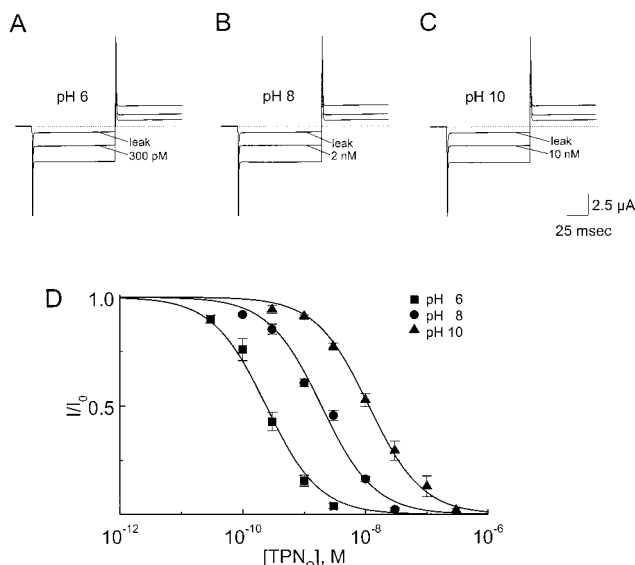 A
B
C
pH 6
pH 8
pH 10
leak
300 pM
leak
2 nM
leak
10 nM
2.5 µA
25 msec
D
1.0
0.5
I/I₀
pH 6
pH 8
pH 10
10⁻¹²
10⁻¹⁰
10⁻⁸
10⁻⁶
[TPN_Q], M